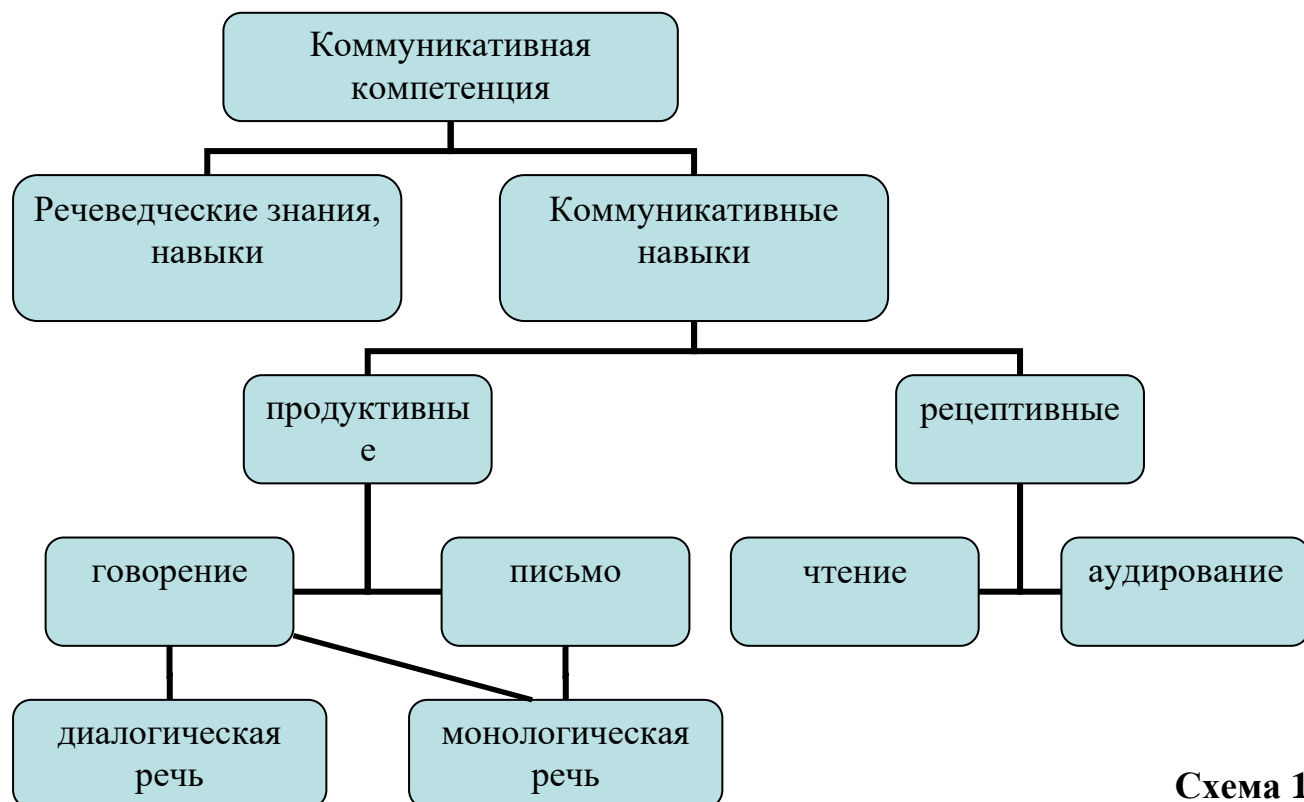 Коммуникативная
компетенция
Речеведческие знания,
навыки
Коммуникативные
навыки
продуктивны
е
рецептивные
говорение
письмо
чтение
аудирование
диалогическая
речь
монологическая
речь
Схема 1